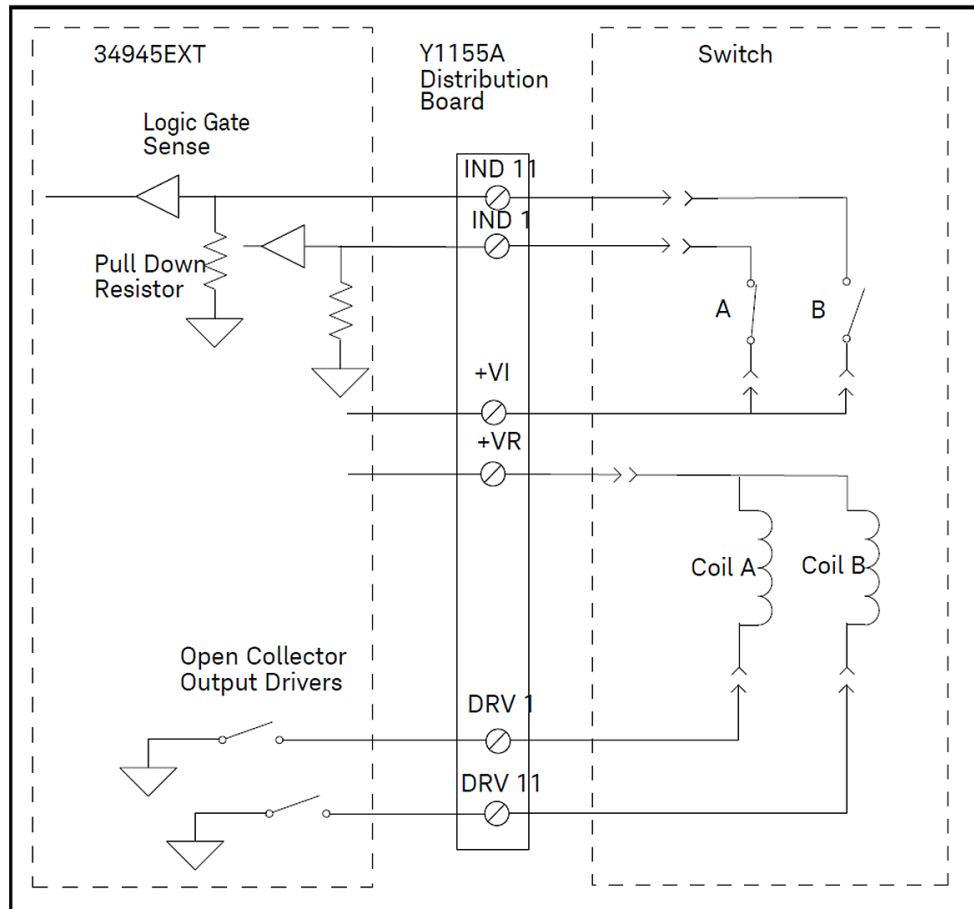 34945EXT
Y1155A
Distribution
Board
Switch
Logic Gate
Sense
IND 11
IND 1
Pull Down
Resistor
A
B
+VI
+VR
Coil A
Coil B
Open Collector
Output Drivers
DRV 1
DRV 11